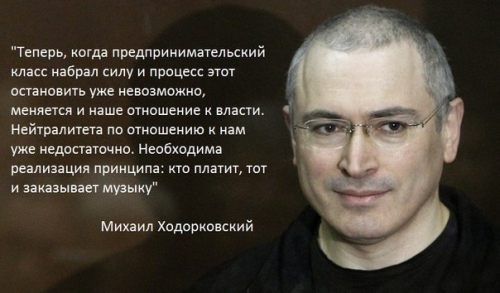 "Теперь, когда предпринимательский
класс набрал силу и процесс этот
остановить уже невозможно,
меняется и наше отношение к власти.
Нейтралитета по отношению к нам
уже недостаточно. Необходима
реализация принципа: кто платит, тот
и заказывает музыку"
Михаил Ходорковский